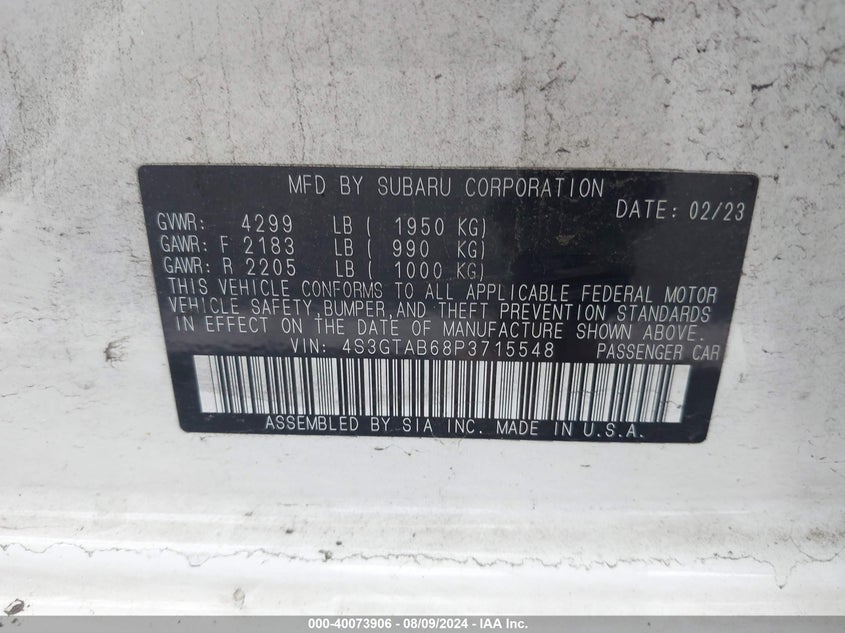 MFD BY SUBARU CORPORATION
DATE: 02/23
GVWR: 4299 LB ( 1950 KG)
GAWR: F 2183 LB ( 990 KG)
GAWR: R 2205 LB ( 1000 KG)
THIS VEHICLE CONFORMS TO ALL APPLICABLE FEDERAL MOTOR
VEHICLE SAFETY,BUMPER,AND THEFT PREVENTION STANDARDS
IN EFFECT ON THE DATE OF MANUFACTURE SHOWN ABOVE.
VIN: 4S3GTAB68P3715548 PASSENGER CAR
ASSEMBLED BY SIA INC. MADE IN U.S.A.
000-40073906 - 08/09/2024 - IAA Inc.